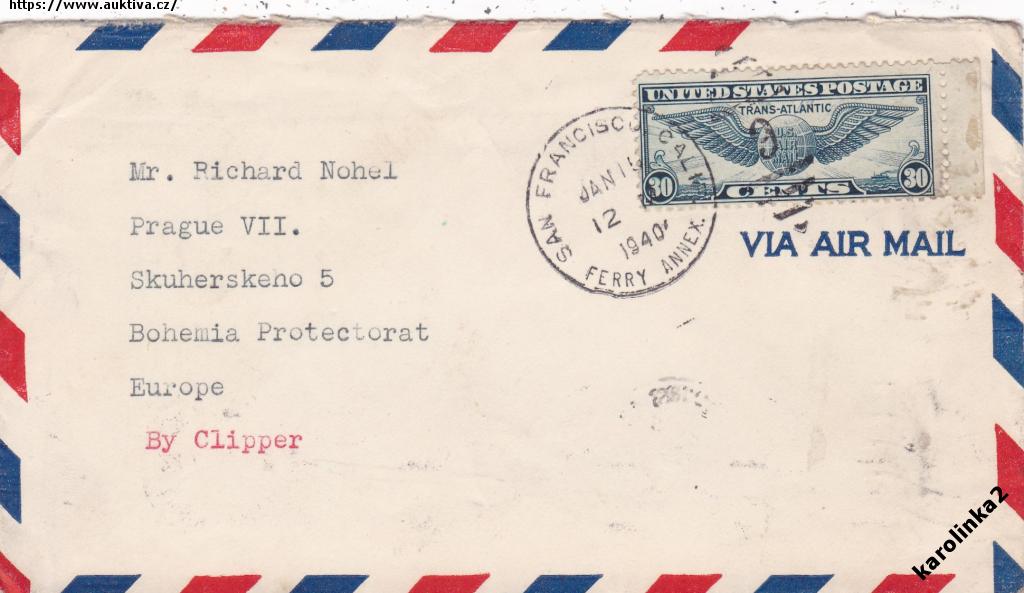 https://www.auktiva.cz/
UNITED STATES POSTAGE
TRANS-ATLANTIC
U.S.
AIR
MAIL
30 CENTS 30
SAN FRANCISCO CALIF.
JAN 15
12
1940
FERRY ANNEX.
VIA AIR MAIL
Mr. Richard Nohel
Prague VII.
Skuherskeho 5
Bohemia Protectorat
Europe
By Clipper
karolinka2